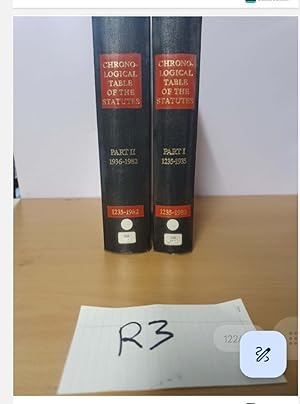 CHRONO-
LOGICAL
TABLE
OF THE
STATUTES
PART II
1936-1982
1235-1982
CHRONO-
LOGICAL
TABLE
OF THE
STATUTES
PART I
1235-1935
1235-1982
R3